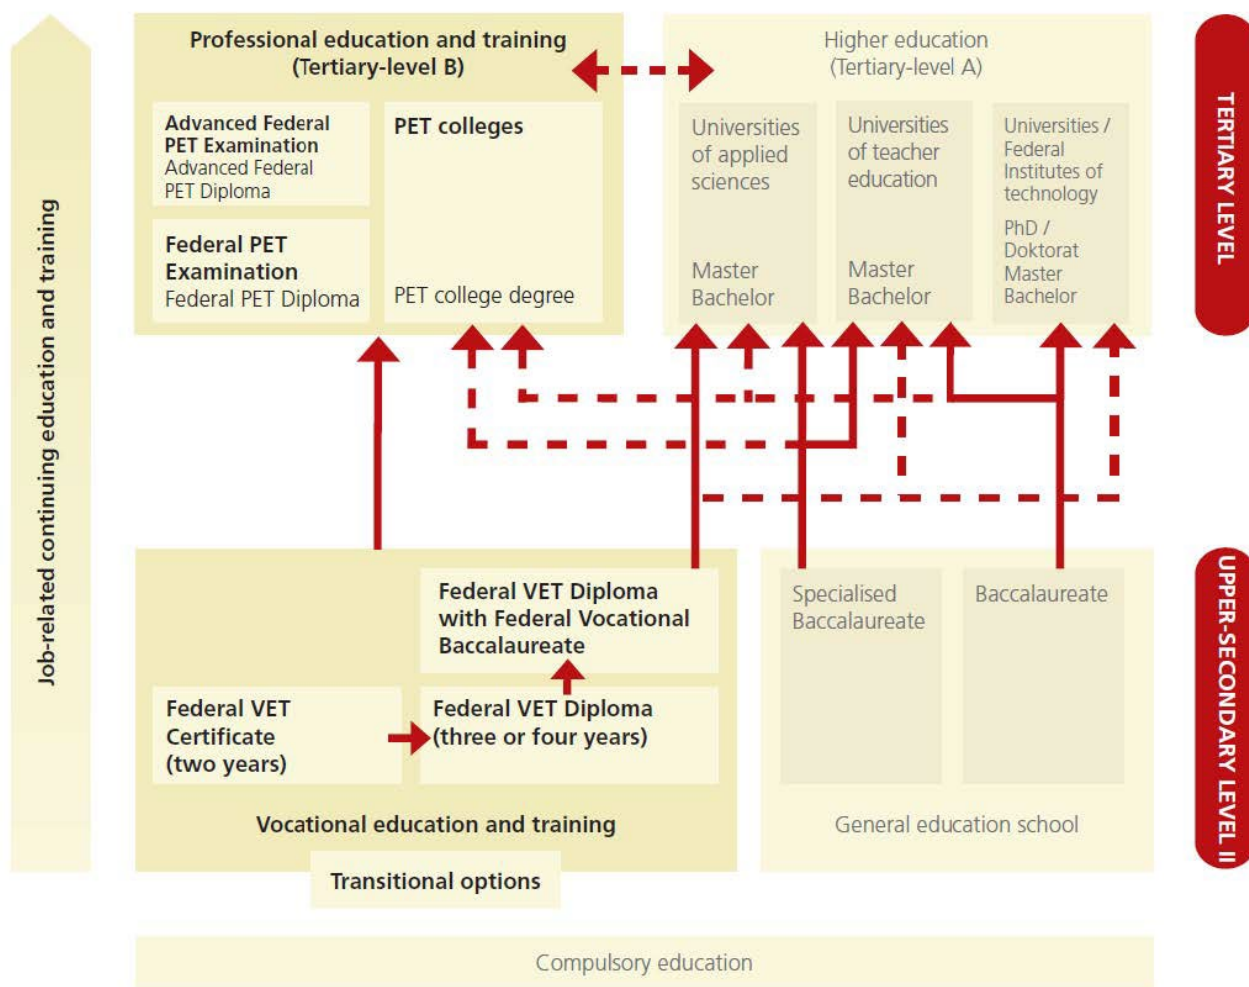 Job-related continuing education and training
Professional education and training
(Tertiary-level B)
Advanced Federal
PET Examination
Advanced Federal
PET Diploma
Federal PET
Examination
Federal PET Diploma
PET colleges
PET college degree
Higher education
(Tertiary-level A)
Universities
of applied
sciences
Master
Bachelor
Universities
of teacher
education
Master
Bachelor
Universities /
Federal
Institutes of
technology
PhD /
Doktorat
Master
Bachelor
TERTIARY LEVEL
Federal VET Diploma
with Federal Vocational
Baccalaureate
Federal VET
Certificate
(two years)
Federal VET Diploma
(three or four years)
Vocational education and training
Transitional options
Specialised
Baccalaureate
Baccalaureate
General education school
UPPER-SECONDARY LEVEL II
Compulsory education